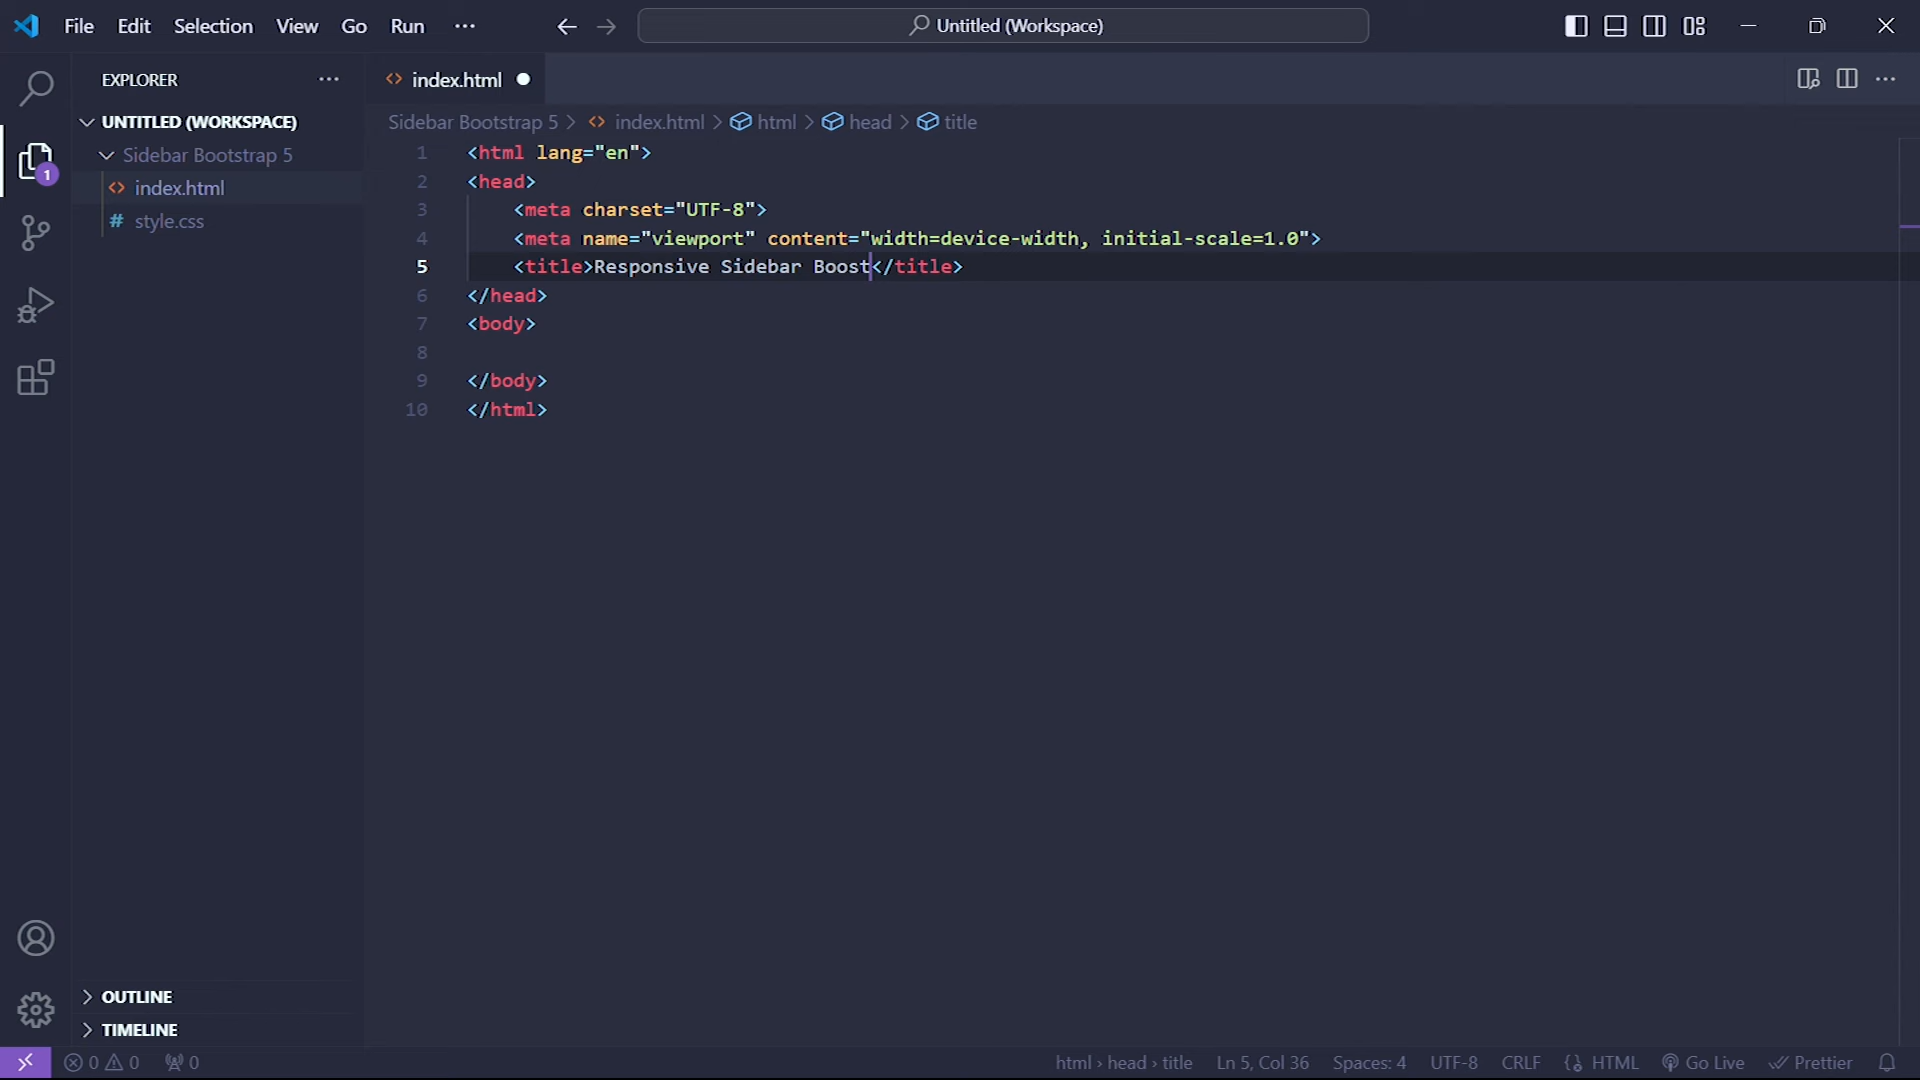 File Edit Selection View Go Run ··· Untitled (Workspace)
EXPLORER ··· index.html
UNTITLED (WORKSPACE) Sidebar Bootstrap 5 > index.html > html > head > title
Sidebar Bootstrap 5
index.html
style.css
1
1 <html lang="en">
2 <head>
3 <meta charset="UTF-8">
4 <meta name="viewport" content="width=device-width, initial-scale=1.0">
5 <title>Responsive Sidebar Boost</title>
6 </head>
7 <body>
8
9 </body>
10 </html>
OUTLINE
TIMELINE
0 0 0 html › head › title Ln 5, Col 36 Spaces: 4 UTF-8 CRLF {} HTML Go Live Prettier